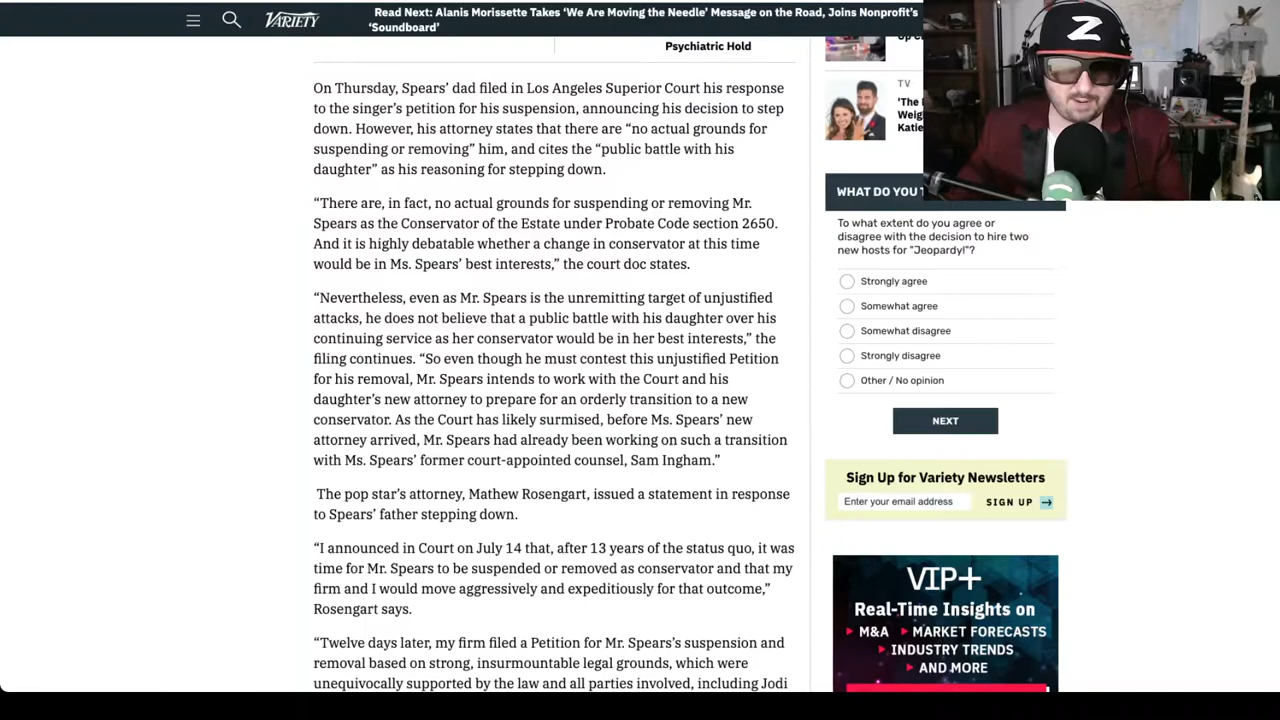 VARIETY
Read Next: Alanis Morissette Takes ‘We Are Moving the Needle’ Message on the Road, Joins Nonprofit’s
‘Soundboard’
Psychiatric Hold
On Thursday, Spears’ dad filed in Los Angeles Superior Court his response
to the singer’s petition for his suspension, announcing his decision to step
down. However, his attorney states that there are “no actual grounds for
suspending or removing” him, and cites the “public battle with his
daughter” as his reasoning for stepping down.
“There are, in fact, no actual grounds for suspending or removing Mr.
Spears as the Conservator of the Estate under Probate Code section 2650.
And it is highly debatable whether a change in conservator at this time
would be in Ms. Spears’ best interests,” the court doc states.
“Nevertheless, even as Mr. Spears is the unremitting target of unjustified
attacks, he does not believe that a public battle with his daughter over his
continuing service as her conservator would be in her best interests,” the
filing continues. “So even though he must contest this unjustified Petition
for his removal, Mr. Spears intends to work with the Court and his
daughter’s new attorney to prepare for an orderly transition to a new
conservator. As the Court has likely surmised, before Ms. Spears’ new
attorney arrived, Mr. Spears had already been working on such a transition
with Ms. Spears’ former court-appointed counsel, Sam Ingham.”
The pop star’s attorney, Mathew Rosengart, issued a statement in response
to Spears’ father stepping down.
“I announced in Court on July 14 that, after 13 years of the status quo, it was
time for Mr. Spears to be suspended or removed as conservator and that my
firm and I would move aggressively and expeditiously for that outcome,”
Rosengart says.
“Twelve days later, my firm filed a Petition for Mr. Spears’s suspension and
removal based on strong, insurmountable legal grounds, which were
unequivocally supported by the law and all parties involved, including Jodi
Up
TV
'The
Weig
Katie
Z
WHAT DO YOU
To what extent do you agree or
disagree with the decision to hire two
new hosts for "Jeopardy!"?
Strongly agree
Somewhat agree
Somewhat disagree
Strongly disagree
Other / No opinion
NEXT
Sign Up for Variety Newsletters
Enter your email address SIGN UP
VIP+
Real-Time Insights on
M&A MARKET FORECASTS
INDUSTRY TRENDS
AND MORE